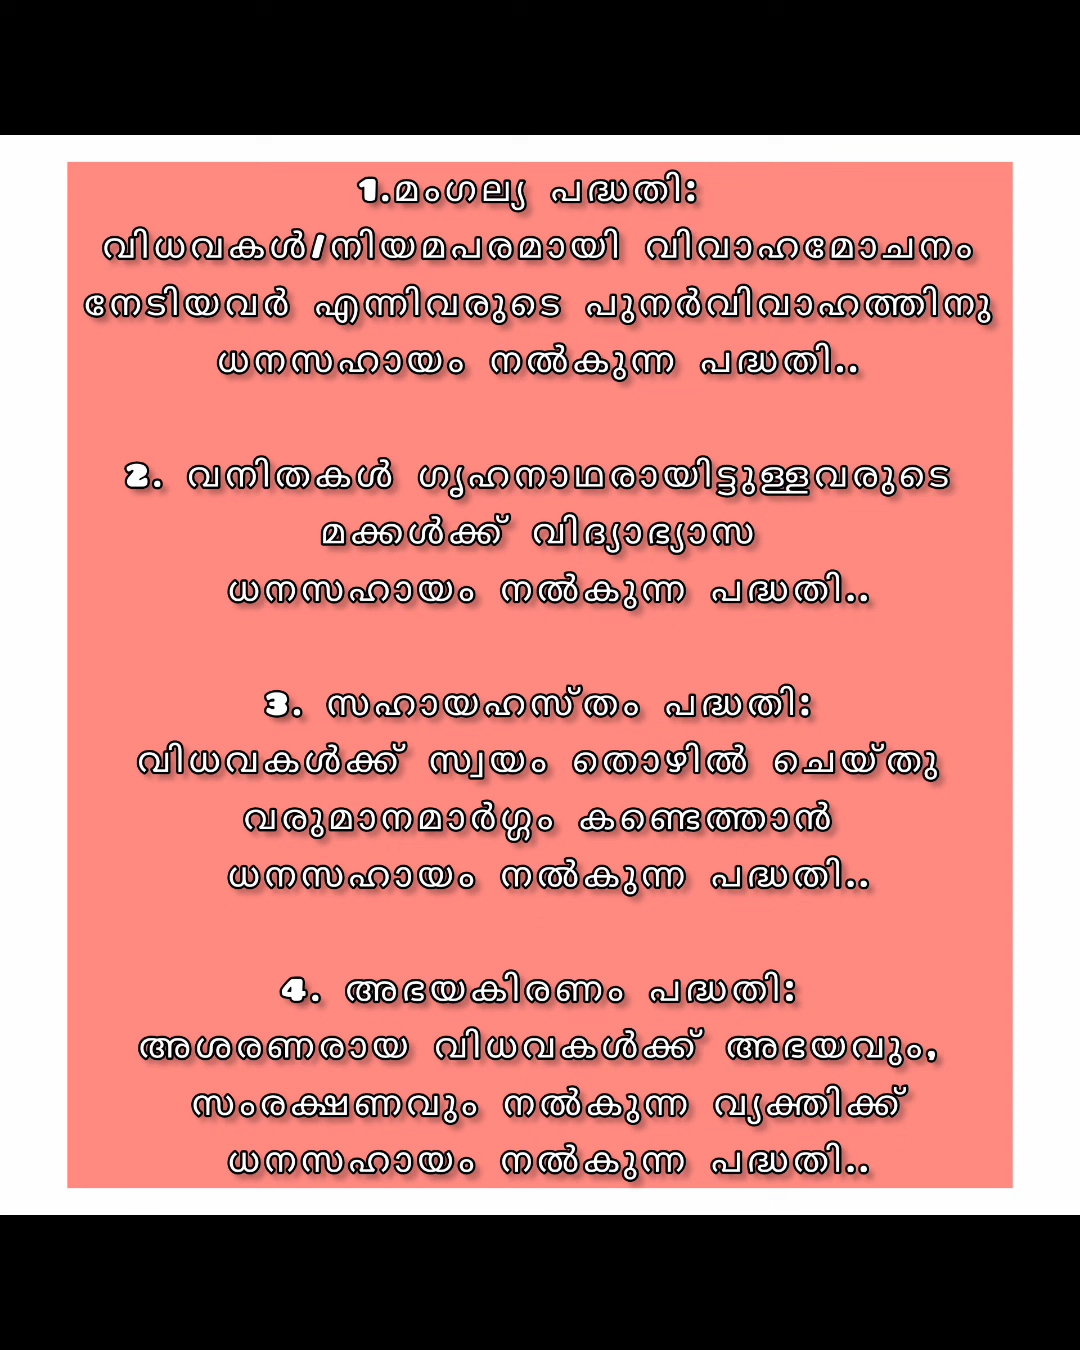 1.മംഗല്യ പദ്ധതി:
വിധവകൾ/നിയമപരമായി വിവാഹമോചനം
നേടിയവർ എന്നിവരുടെ പുനർവിവാഹത്തിനു
ധനസഹായം നൽകുന്ന പദ്ധതി..
2. വനിതകൾ ഗൃഹനാഥരായിട്ടുള്ളവരുടെ
മക്കൾക്ക് വിദ്യാഭ്യാസ
ധനസഹായം നൽകുന്ന പദ്ധതി..
3. സഹായഹസ്തം പദ്ധതി:
വിധവകൾക്ക് സ്വയം തൊഴിൽ ചെയ്തു
വരുമാനമാർഗ്ഗം കണ്ടെത്താൻ
ധനസഹായം നൽകുന്ന പദ്ധതി..
4. അഭയകിരണം പദ്ധതി:
അശരണരായ വിധവകൾക്ക് അഭയവും,
സംരക്ഷണവും നൽകുന്ന വ്യക്തിക്ക്
ധനസഹായം നൽകുന്ന പദ്ധതി..